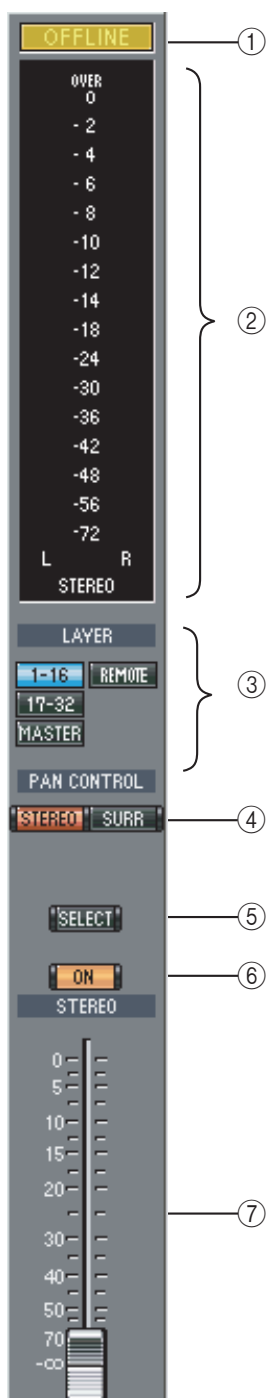 OFFLINE ①
OVER
0
- 2
- 4
- 6
- 8
-10
-12
-14
-18
-24
-30
-36
-42
-48
-56
-72
L R
STEREO
②
LAYER
1-16 REMOTE
17-32
MASTER
③
PAN CONTROL
STEREO SURR ④
SELECT ⑤
ON ⑥
STEREO
0
5
10
15
20
30
40
50
70
-∞
⑦